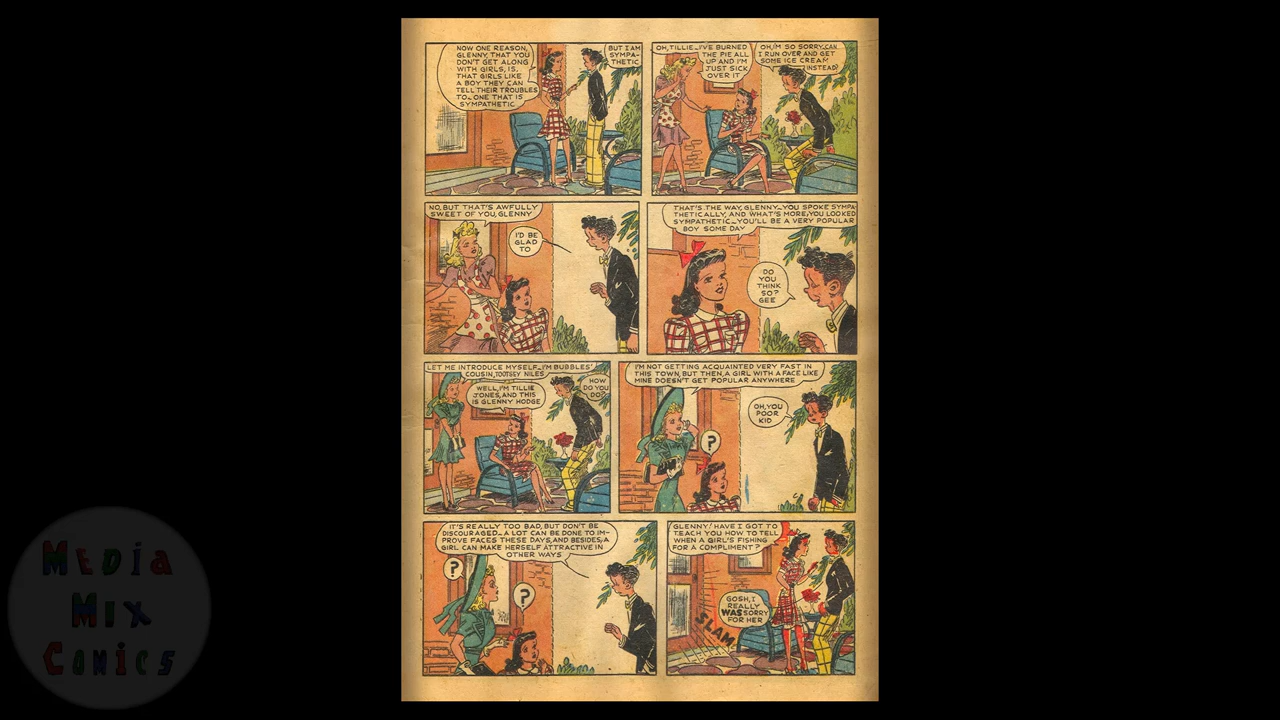 NOW ONE REASON,
GLENNY, THAT YOU
DON'T GET ALONG
WITH GIRLS, IS,
THAT GIRLS LIKE
A BOY THEY CAN
TELL THEIR TROUBLES
TO_ ONE THAT IS
SYMPATHETIC
BUT I AM
SYMPA-
THETIC
OH, TILLIE_ I'VE BURNED
THE PIE ALL
UP AND I'M
JUST SICK
OVER IT
OH, I'M SO SORRY_ CAN
I RUN OVER AND GET
SOME ICE CREAM
INSTEAD?
NO, BUT THAT'S AWFULLY
SWEET OF YOU, GLENNY
I'D BE
GLAD
TO
THAT'S THE WAY, GLENNY_ YOU SPOKE SYMPA-
THETICALLY, AND WHAT'S MORE, YOU LOOKED
SYMPATHETIC_ YOU'LL BE A VERY POPULAR
BOY SOME DAY
DO
YOU
THINK
SO?
GEE
LET ME INTRODUCE MYSELF_ I'M BUBBLES'
COUSIN, TOOTSEY NILES
WELL, I'M TILLIE
JONES, AND THIS
IS GLENNY HODGE
HOW
DO YOU
DO?
I'M NOT GETTING ACQUAINTED VERY FAST IN
THIS TOWN, BUT THEN, A GIRL WITH A FACE LIKE
MINE DOESN'T GET POPULAR ANYWHERE
OH, YOU
POOR
KID
?
IT'S REALLY TOO BAD, BUT DON'T BE
DISCOURAGED_ A LOT CAN BE DONE TO IM-
PROVE FACES THESE DAYS, AND BESIDES, A
GIRL CAN MAKE HERSELF ATTRACTIVE IN
OTHER WAYS
?
?
GLENNY! HAVE I GOT TO
TEACH YOU HOW TO TELL
WHEN A GIRL'S FISHING
FOR A COMPLIMENT?
GOSH, I
REALLY
WAS SORRY
FOR HER
SLAM
MEDia
Mix
Comics